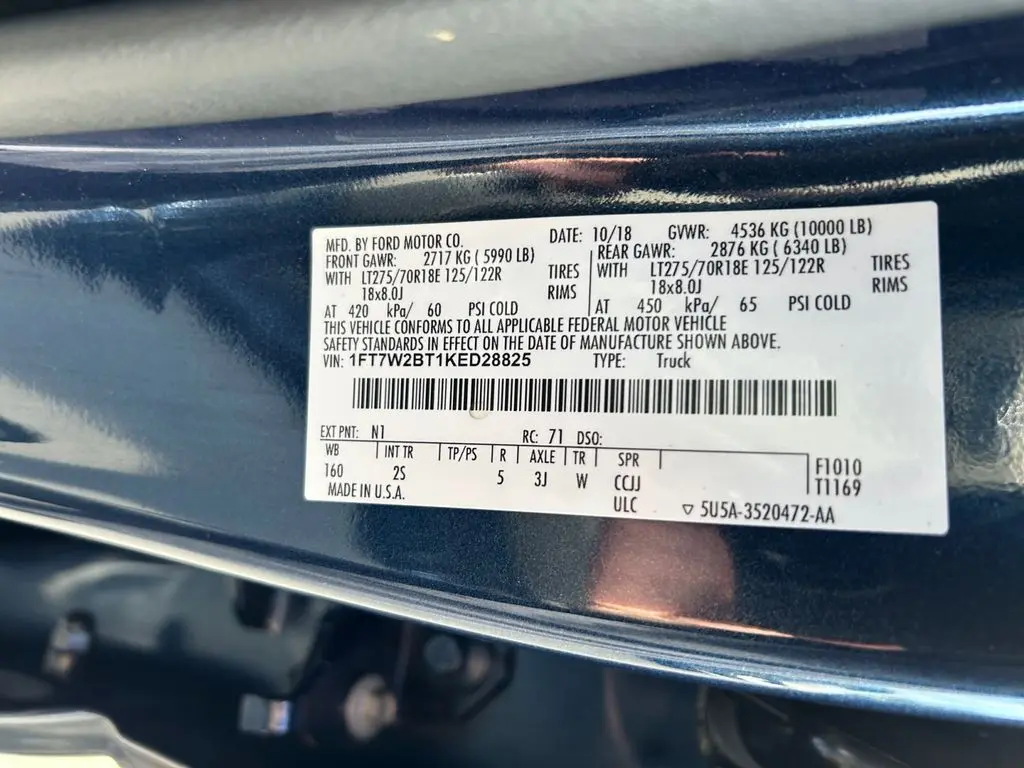 MFD. BY FORD MOTOR CO. DATE: 10/18 GVWR: 4536 KG (10000 LB)
FRONT GAWR: 2717 KG ( 5990 LB) REAR GAWR: 2876 KG ( 6340 LB)
WITH LT275/70R18E 125/122R TIRES WITH LT275/70R18E 125/122R TIRES
18x8.0J RIMS 18x8.0J RIMS
AT 420 kPa/ 60 PSI COLD AT 450 kPa/ 65 PSI COLD
THIS VEHICLE CONFORMS TO ALL APPLICABLE FEDERAL MOTOR VEHICLE
SAFETY STANDARDS IN EFFECT ON THE DATE OF MANUFACTURE SHOWN ABOVE.
VIN: 1FT7W2BT1KED28825 TYPE: Truck
EXT PNT: N1 RC: 71 DSO:
WB INT TR TP/PS R AXLE TR SPR F1010
160 2S 5 3J W CCJJ T1169
MADE IN U.S.A. ULC ▽ 5U5A-3520472-AA